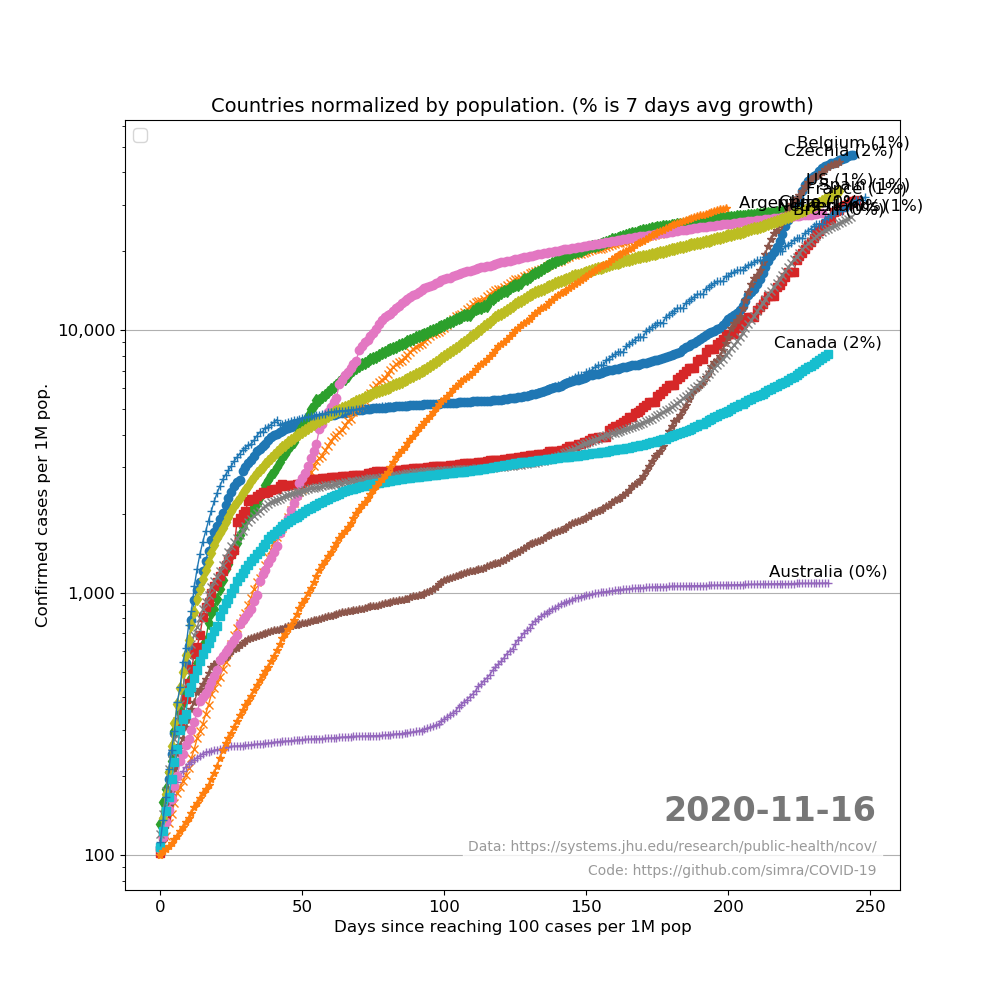 Countries normalized by population. (% is 7 days avg growth)
Belgium (1%)
Czechia (2%)
US (1%)
Spain (1%)
France (1%)
Brazil (0%)
10,000
Canada (2%)
Confirmed cases per 1M pop.
1,000
Australia (0%)
2020-11-16
Data: https://systems.jhu.edu/research/public-health/ncov/
100
Code: https://github.com/simra/COVID-19
0 50 100 150 200 250
Days since reaching 100 cases per 1M pop